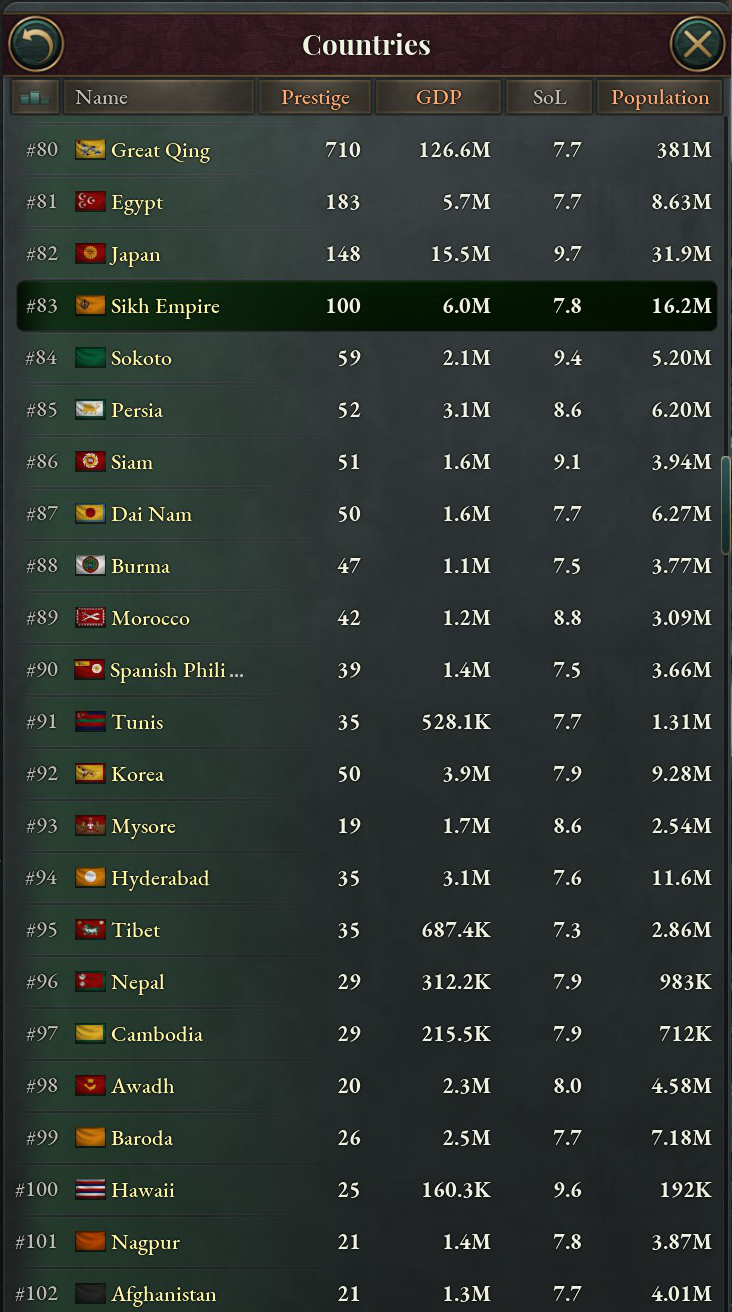 Countries
Name Prestige GDP SoL Population
#80 Great Qing 710 126.6M 7.7 381M
#81 Egypt 183 5.7M 7.7 8.63M
#82 Japan 148 15.5M 9.7 31.9M
#83 Sikh Empire 100 6.0M 7.8 16.2M
#84 Sokoto 59 2.1M 9.4 5.20M
#85 Persia 52 3.1M 8.6 6.20M
#86 Siam 51 1.6M 9.1 3.94M
#87 Dai Nam 50 1.6M 7.7 6.27M
#88 Burma 47 1.1M 7.5 3.77M
#89 Morocco 42 1.2M 8.8 3.09M
#90 Spanish Phili... 39 1.4M 7.5 3.66M
#91 Tunis 35 528.1K 7.7 1.31M
#92 Korea 50 3.9M 7.9 9.28M
#93 Mysore 19 1.7M 8.6 2.54M
#94 Hyderabad 35 3.1M 7.6 11.6M
#95 Tibet 35 687.4K 7.3 2.86M
#96 Nepal 29 312.2K 7.9 983K
#97 Cambodia 29 215.5K 7.9 712K
#98 Awadh 20 2.3M 8.0 4.58M
#99 Baroda 26 2.5M 7.7 7.18M
#100 Hawaii 25 160.3K 9.6 192K
#101 Nagpur 21 1.4M 7.8 3.87M
#102 Afghanistan 21 1.3M 7.7 4.01M